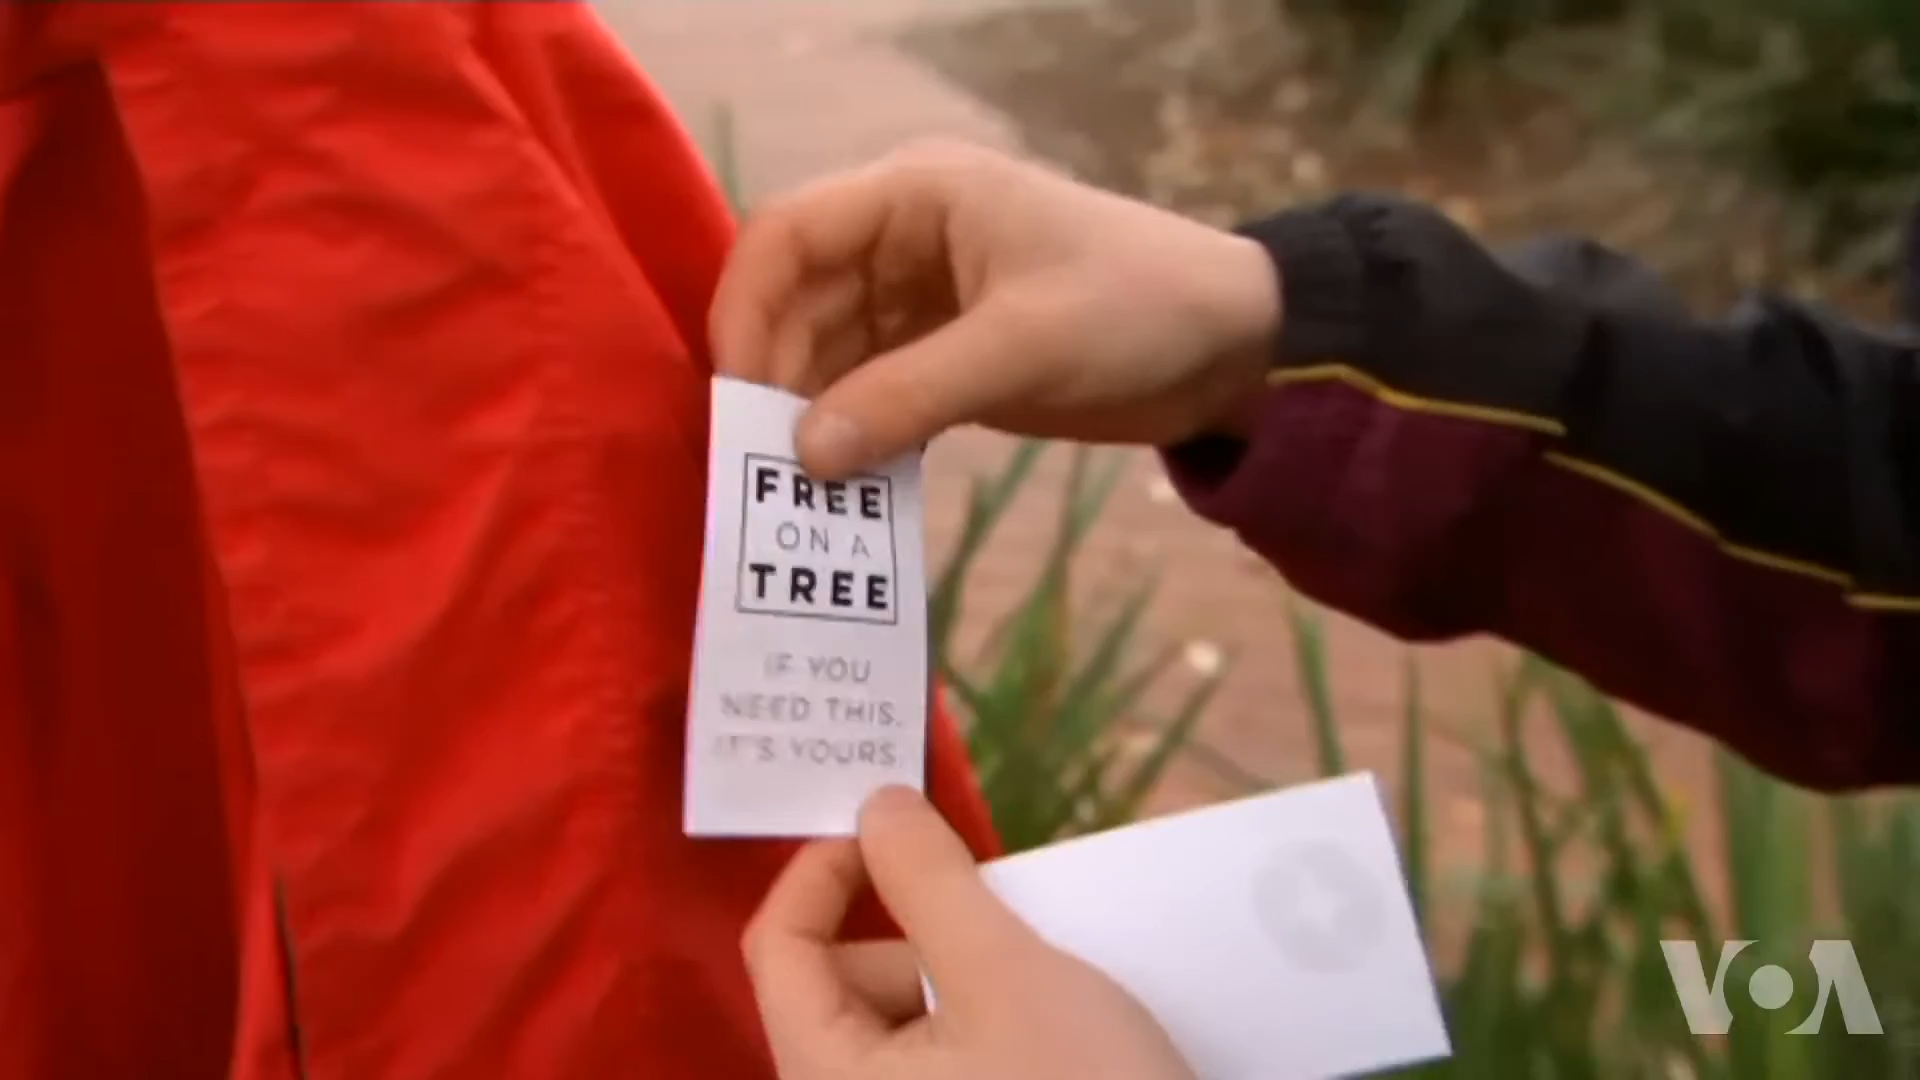 FREE
ON A
TREE
IF YOU
NEED THIS,
IT'S YOURS.
VOA